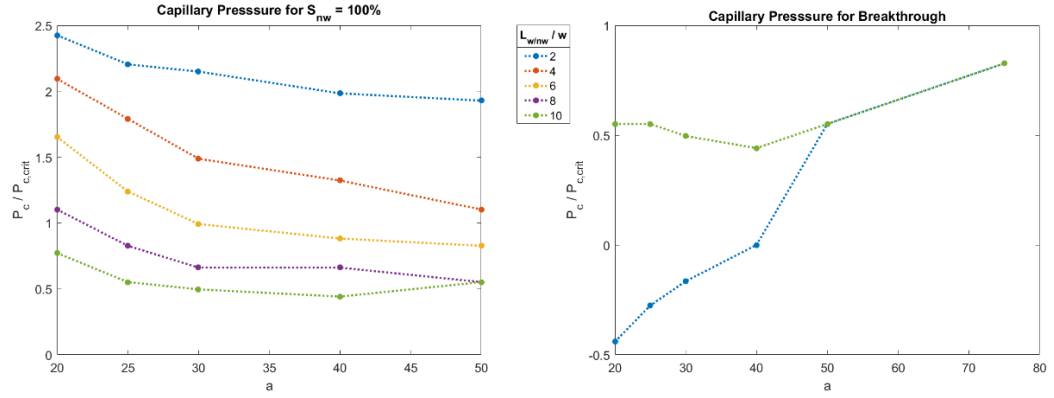 Capillary Presssure for S_nw = 100%
2.5
2
1.5
1
0.5
0
P_c / P_c,crit
20 25 30 35 40 45 50
a
L_w/nw / w
2
4
6
8
10
Capillary Presssure for Breakthrough
1
0.5
0
-0.5
P_c / P_c,crit
20 30 40 50 60 70 80
a